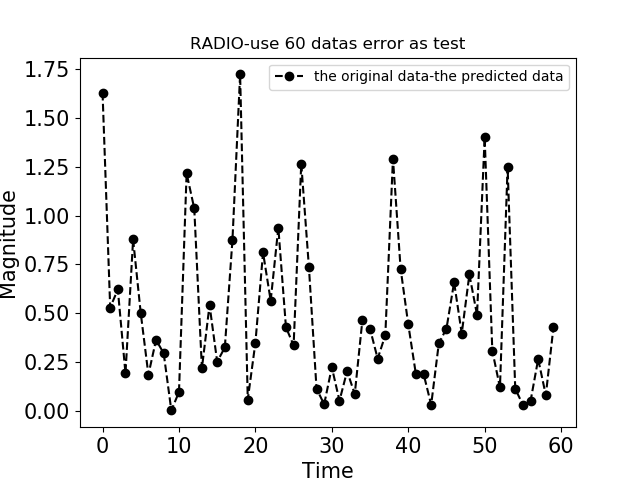 RADIO-use 60 datas error as test
the original data-the predicted data
1.75
1.50
1.25
1.00
0.75
0.50
0.25
0.00
Magnitude
0 10 20 30 40 50 60
Time